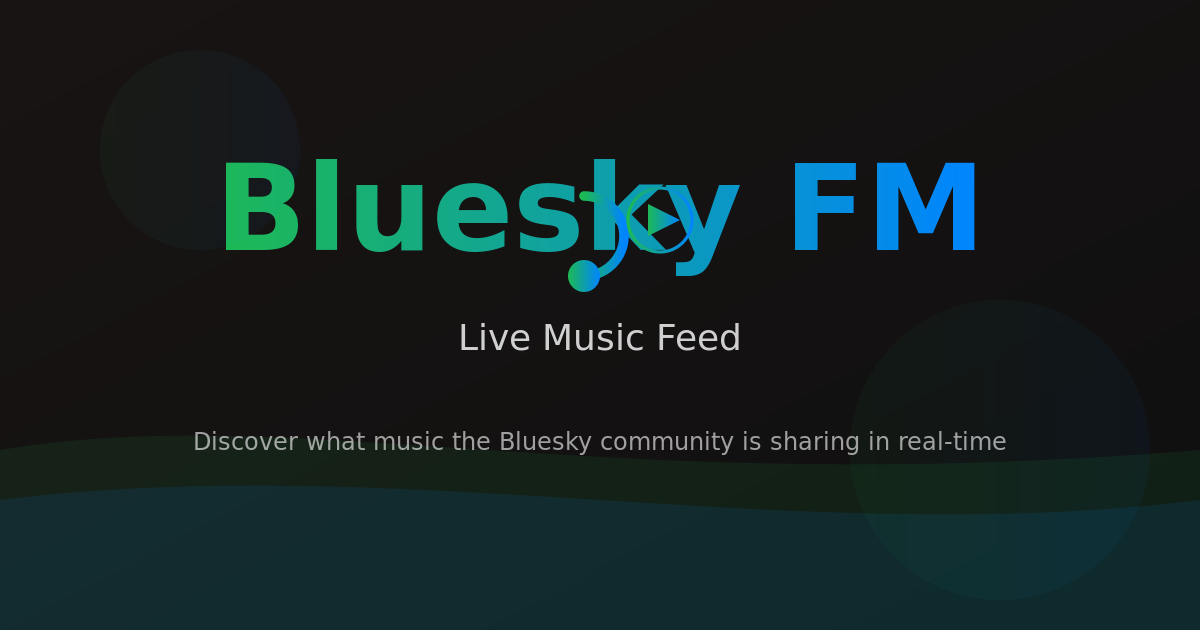 Bluesky FM
Live Music Feed
Discover what music the Bluesky community is sharing in real-time